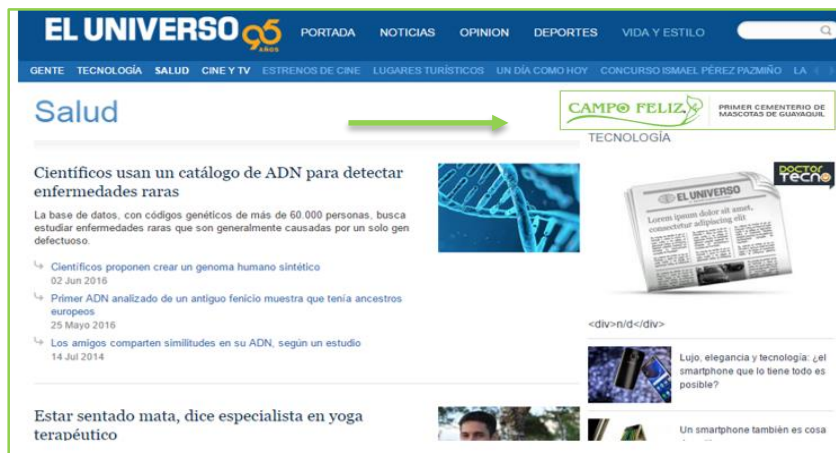 EL UNIVERSO 95 AÑOS
PORTADA NOTICIAS OPINION DEPORTES VIDA Y ESTILO
GENTE TECNOLOGÍA SALUD CINE Y TV ESTRENOS DE CINE LUGARES TURÍSTICOS UN DÍA COMO HOY CONCURSO ISMAEL PÉREZ PAZMIÑO LA
Salud
CAMPO FELIZ
PRIMER CEMENTERIO DE
MASCOTAS DE GUAYAQUIL
Científicos usan un catálogo de ADN para detectar
enfermedades raras
La base de datos, con códigos genéticos de más de 60.000 personas, busca
estudiar enfermedades raras que son generalmente causadas por un solo gen
defectuoso.
Científicos proponen crear un genoma humano sintético
02 Jun 2016
Primer ADN analizado de un antiguo fenicio muestra que tenía ancestros
europeos
25 Mayo 2016
Los amigos comparten similitudes en su ADN, según un estudio
14 Jul 2014
Estar sentado mata, dice especialista en yoga
terapéutico
TECNOLOGÍA
DOCTOR
TECNO
EL UNIVERSO
Lorem ipsum dolor sit amet,
consectetur adipiscing elit
<div>n/d</div>
Lujo, elegancia y tecnología: ¿el
smartphone que lo tiene todo es
posible?
Un smartphone también es cosa